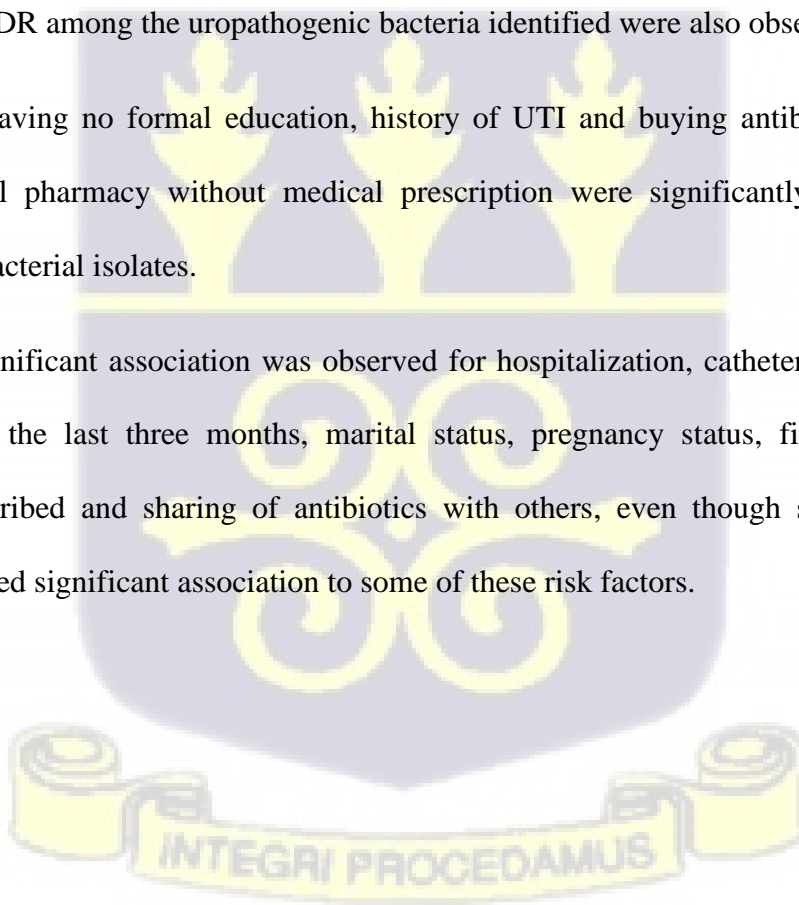 DR among the uropathogenic bacteria identified were also obse
aving no formal education, history of UTI and buying antib
l pharmacy without medical prescription were significantly
acterial isolates.
nificant association was observed for hospitalization, catheter
the last three months, marital status, pregnancy status, fi
ribed and sharing of antibiotics with others, even though s
ed significant association to some of these risk factors.
INTEGRI PROCEDAMUS